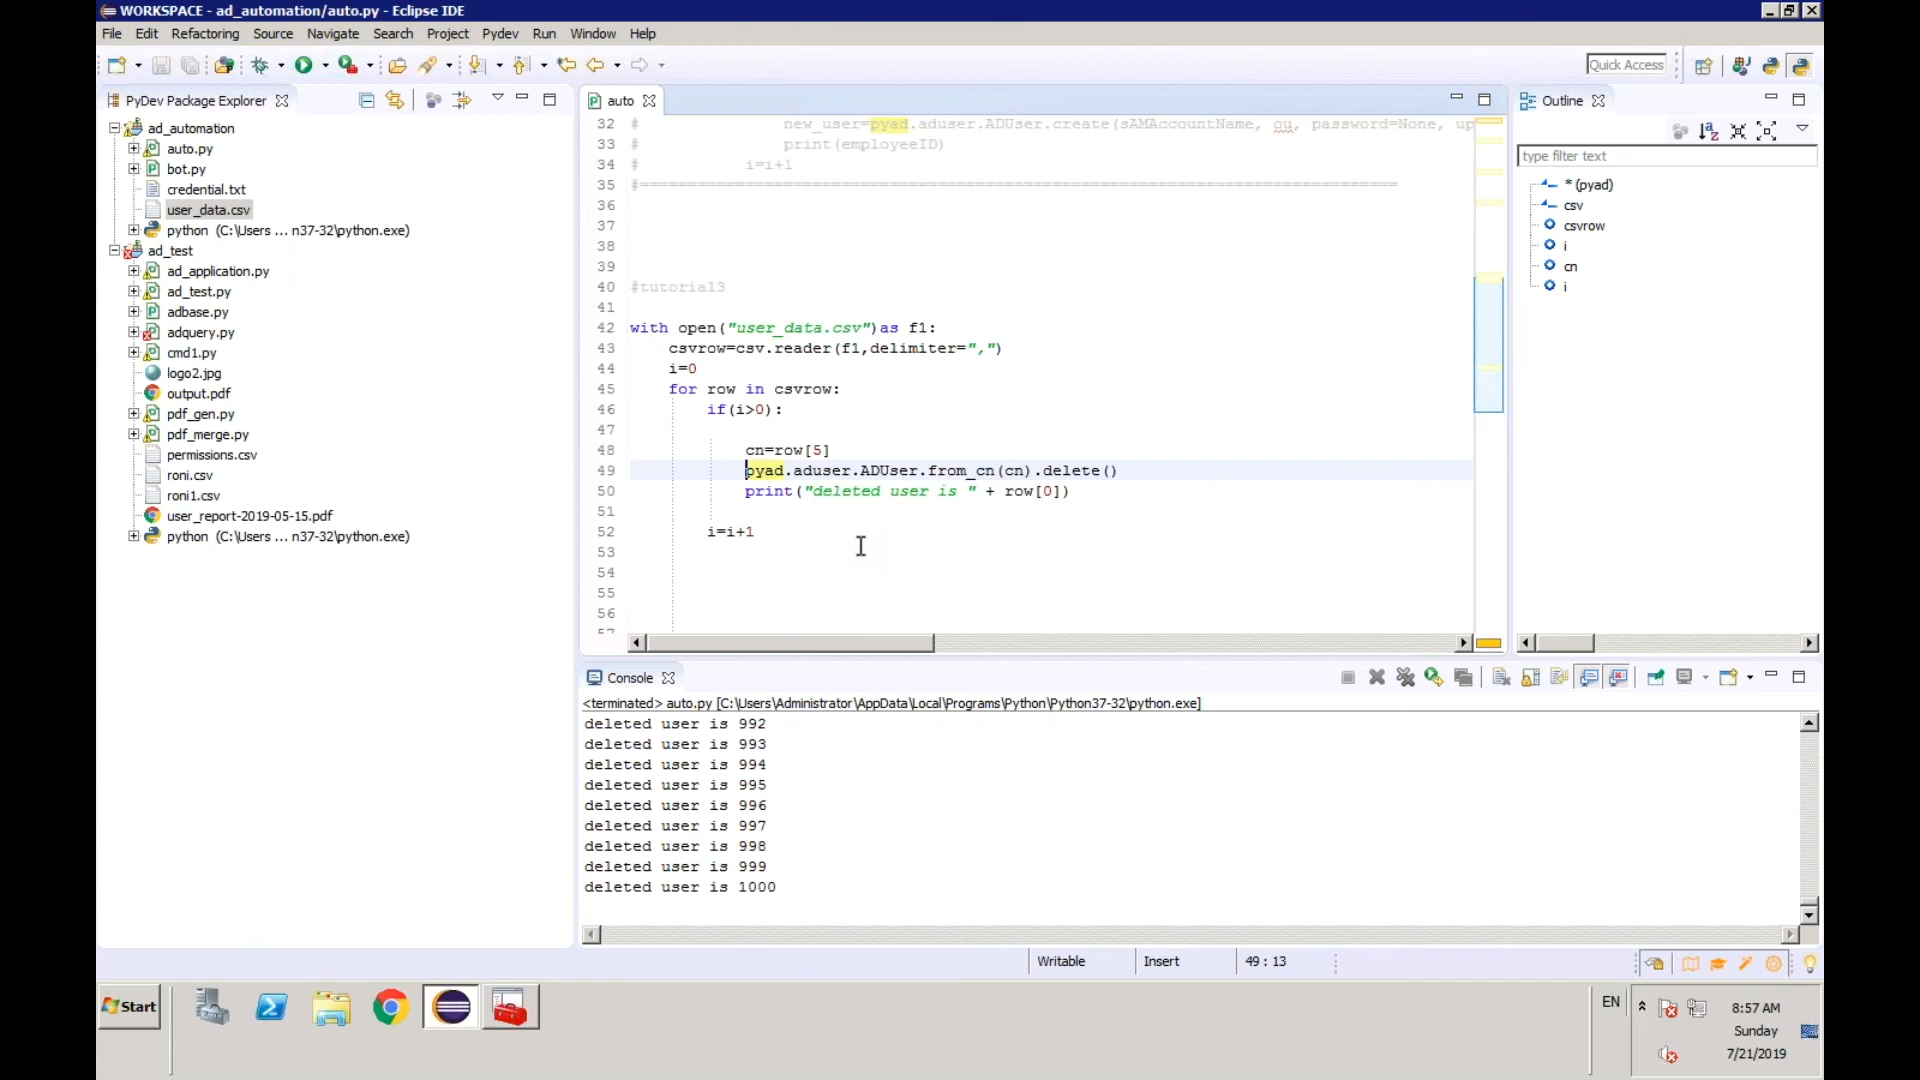 WORKSPACE - ad_automation/auto.py - Eclipse IDE
File Edit Refactoring Source Navigate Search Project Pydev Run Window Help
Quick Access
PyDev Package Explorer
ad_automation
auto.py
bot.py
credential.txt
user_data.csv
python (C:\Users ... n37-32\python.exe)
ad_test
ad_application.py
ad_test.py
adbase.py
adquery.py
cmd1.py
logo2.jpg
output.pdf
pdf_gen.py
pdf_merge.py
permissions.csv
roni.csv
roni1.csv
user_report-2019-05-15.pdf
python (C:\Users ... n37-32\python.exe)
auto
32 # new_user=pyad.aduser.ADUser.create(sAMAccountName, ou, password=None, up
33 # print(employeeID)
34 # i=i+1
35 #===============================================================================
36
37
38
39
40 #tutorial3
41
42 with open("user_data.csv")as f1:
43 csvrow=csv.reader(f1,delimiter=",")
44 i=0
45 for row in csvrow:
46 if(i>0):
47
48 cn=row[5]
49 pyad.aduser.ADUser.from_cn(cn).delete()
50 print("deleted user is " + row[0])
51
52 i=i+1
53
54
55
56
57
Outline
type filter text
* (pyad)
csv
csvrow
i
cn
i
Console
<terminated> auto.py [C:\Users\Administrator\AppData\Local\Programs\Python\Python37-32\python.exe]
deleted user is 992
deleted user is 993
deleted user is 994
deleted user is 995
deleted user is 996
deleted user is 997
deleted user is 998
deleted user is 999
deleted user is 1000
Writable Insert 49 : 13
Start
EN
8:57 AM
Sunday
7/21/2019